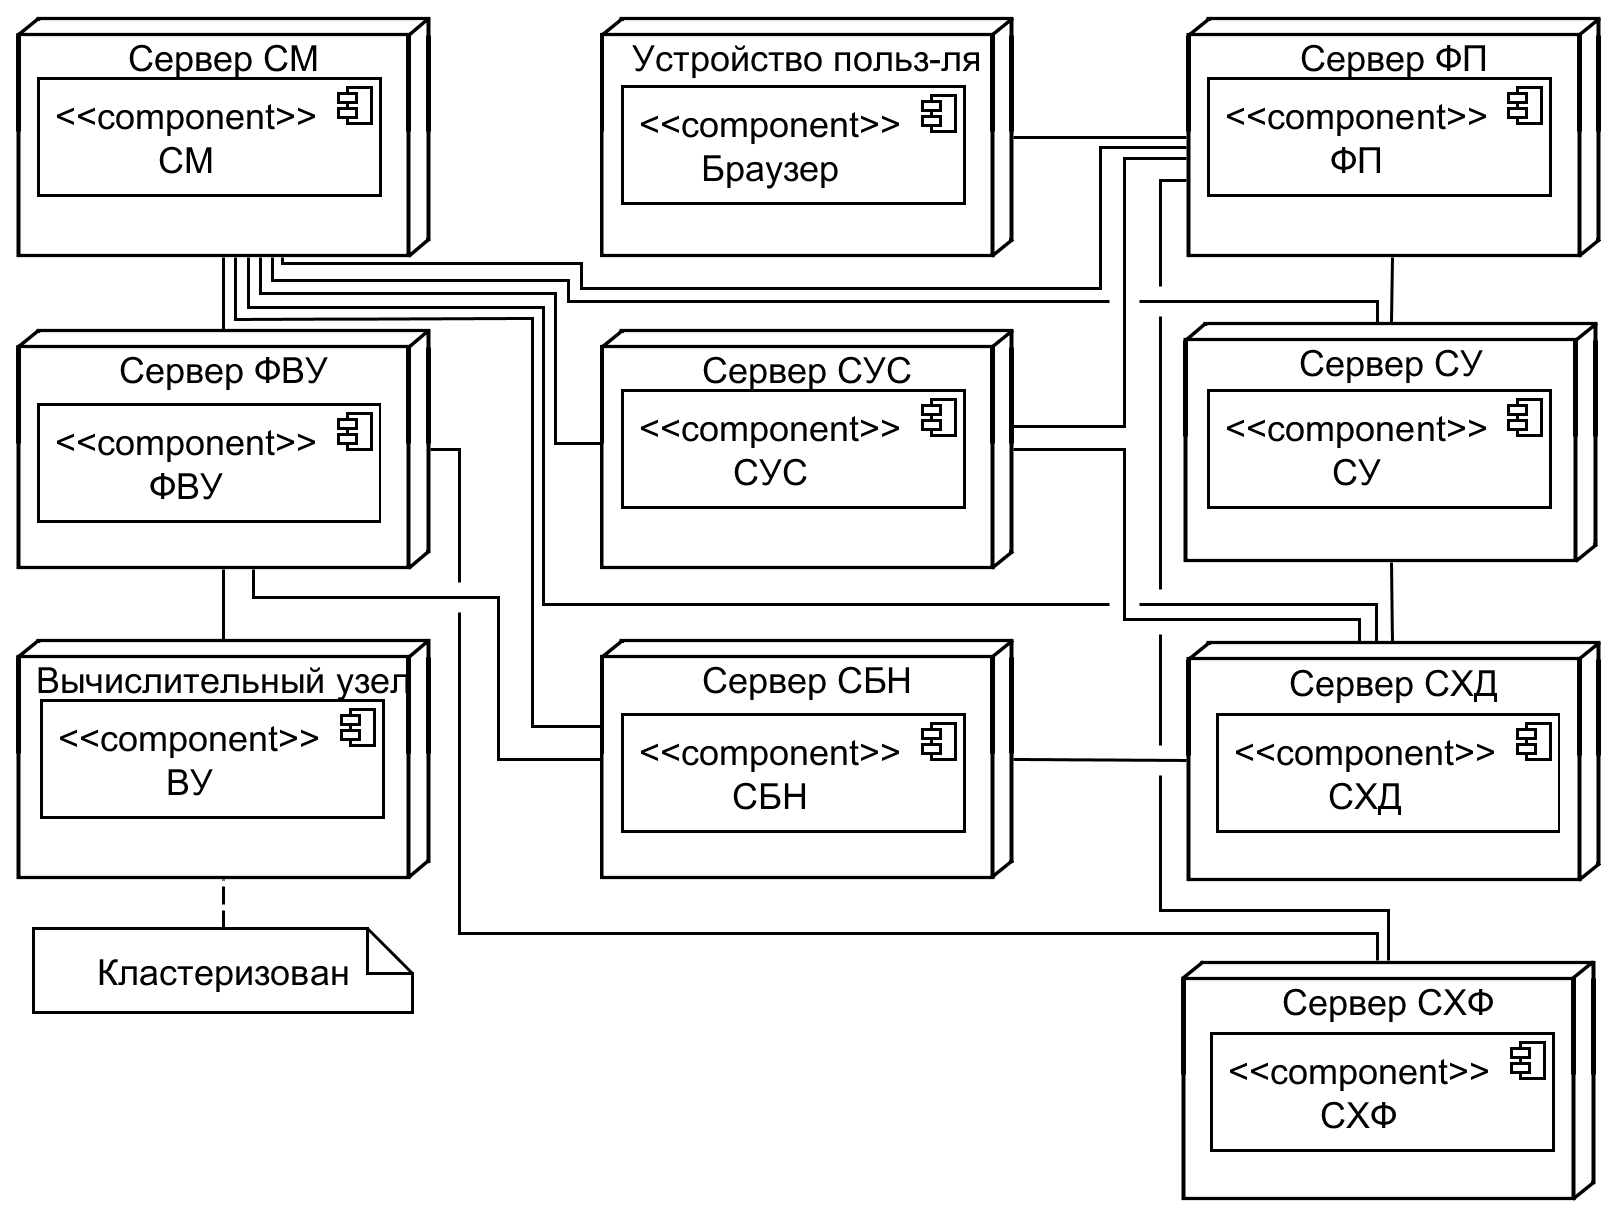 Сервер СМ
<<component>>
СМ
Устройство польз-ля
<<component>>
Браузер
Сервер ФП
<<component>>
ФП
Сервер ФВУ
<<component>>
ФВУ
Сервер СУС
<<component>>
СУС
Сервер СУ
<<component>>
СУ
Вычислительный узел
<<component>>
ВУ
Сервер СБН
<<component>>
СБН
Сервер СХД
<<component>>
СХД
Кластеризован
Сервер СХФ
<<component>>
СХФ